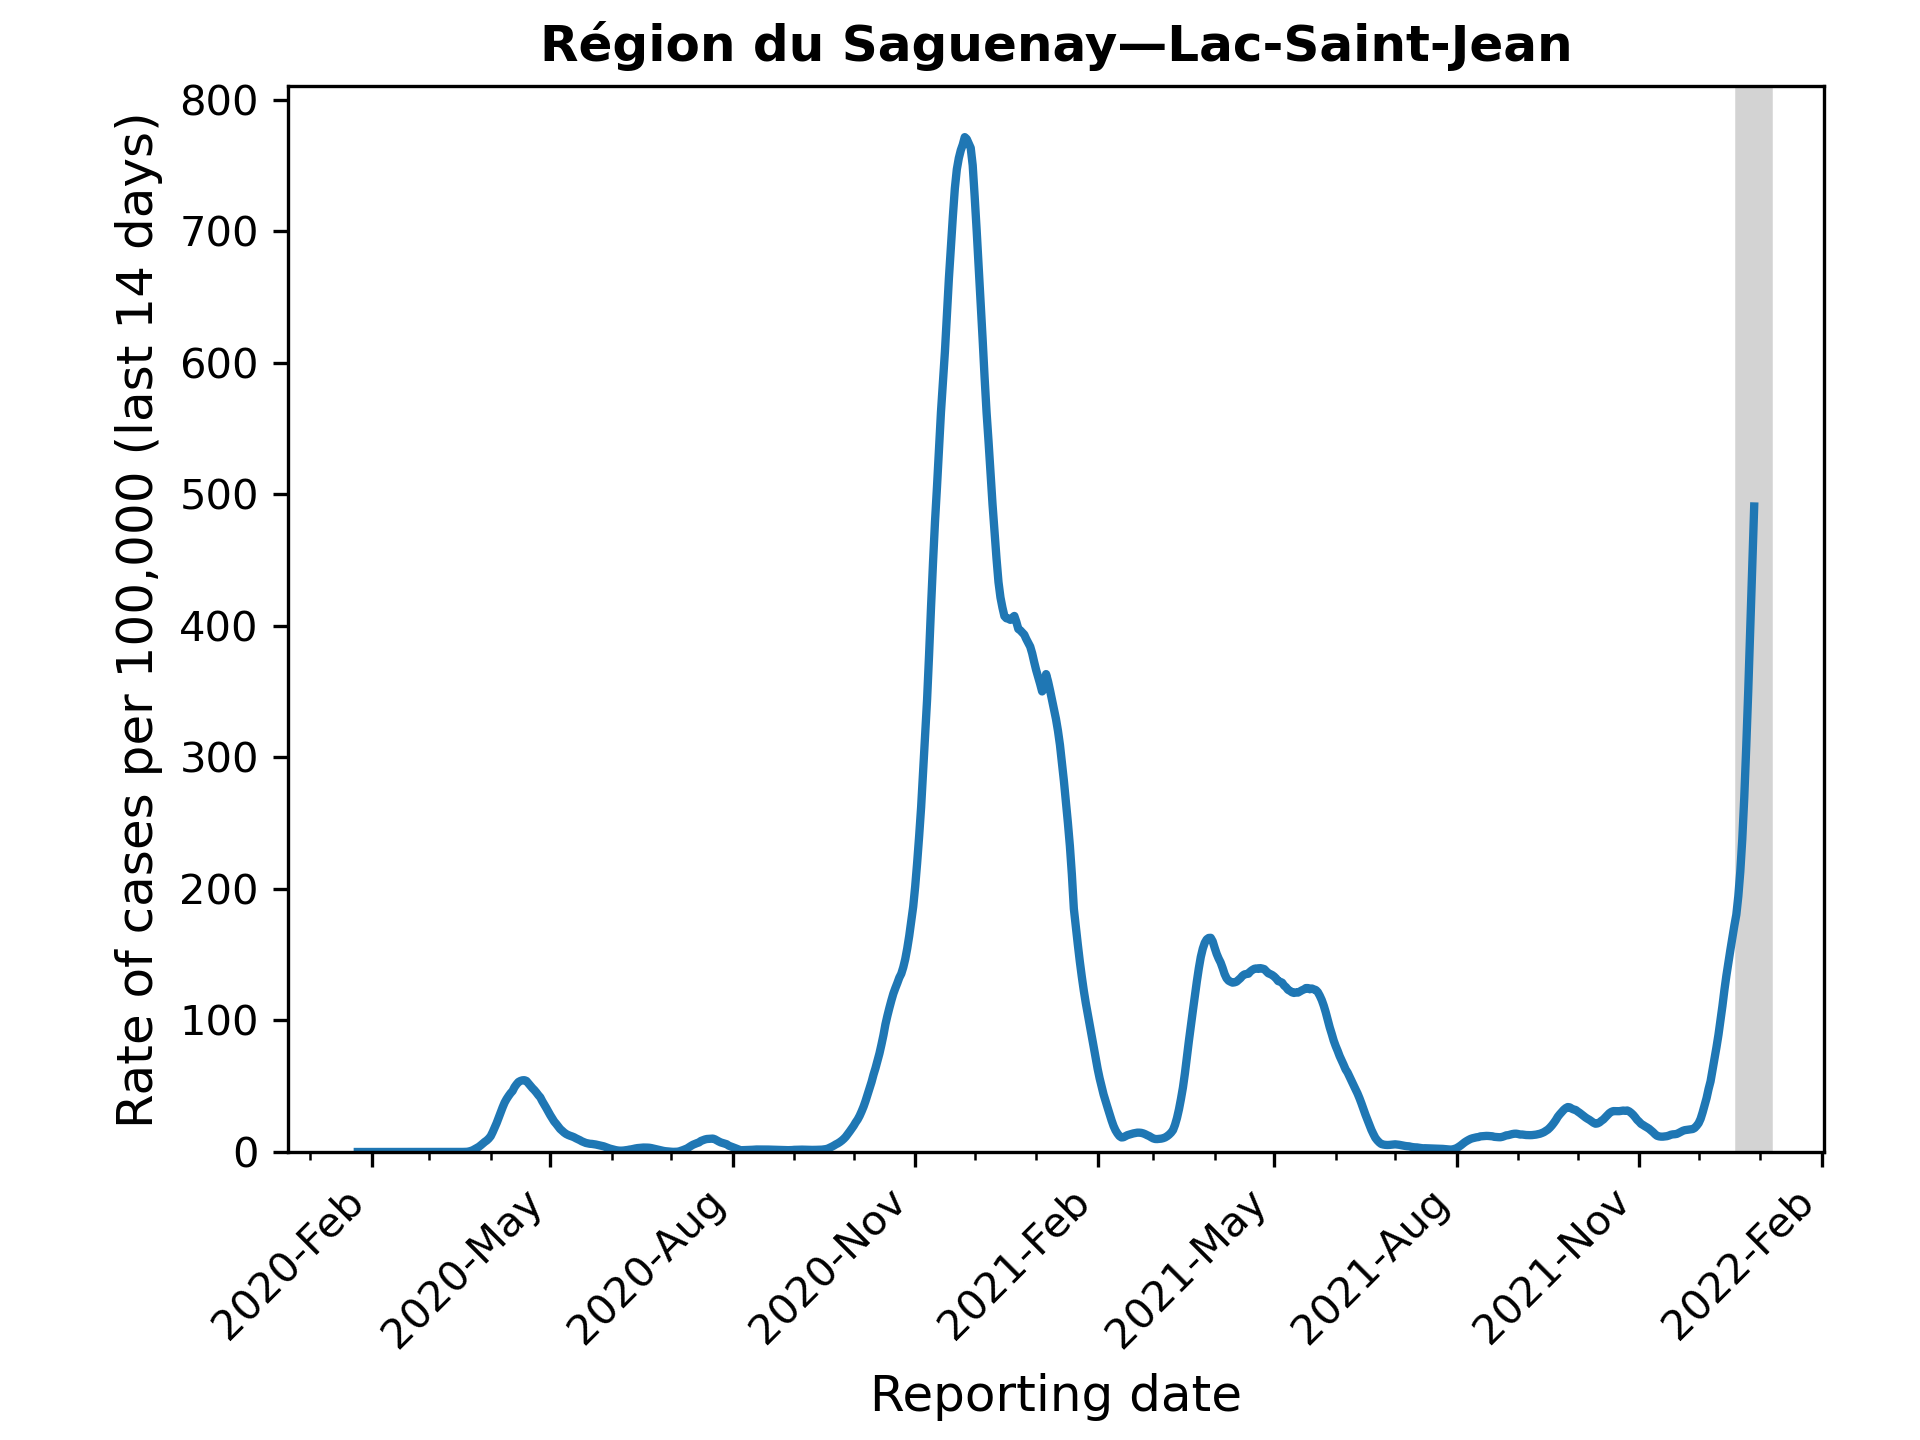 Région du Saguenay—Lac-Saint-Jean
Rate of cases per 100,000 (last 14 days)
800
700
600
500
400
300
200
100
0
2020-Feb
2020-May
2020-Aug
2020-Nov
2021-Feb
2021-May
2021-Aug
2021-Nov
2022-Feb
Reporting date